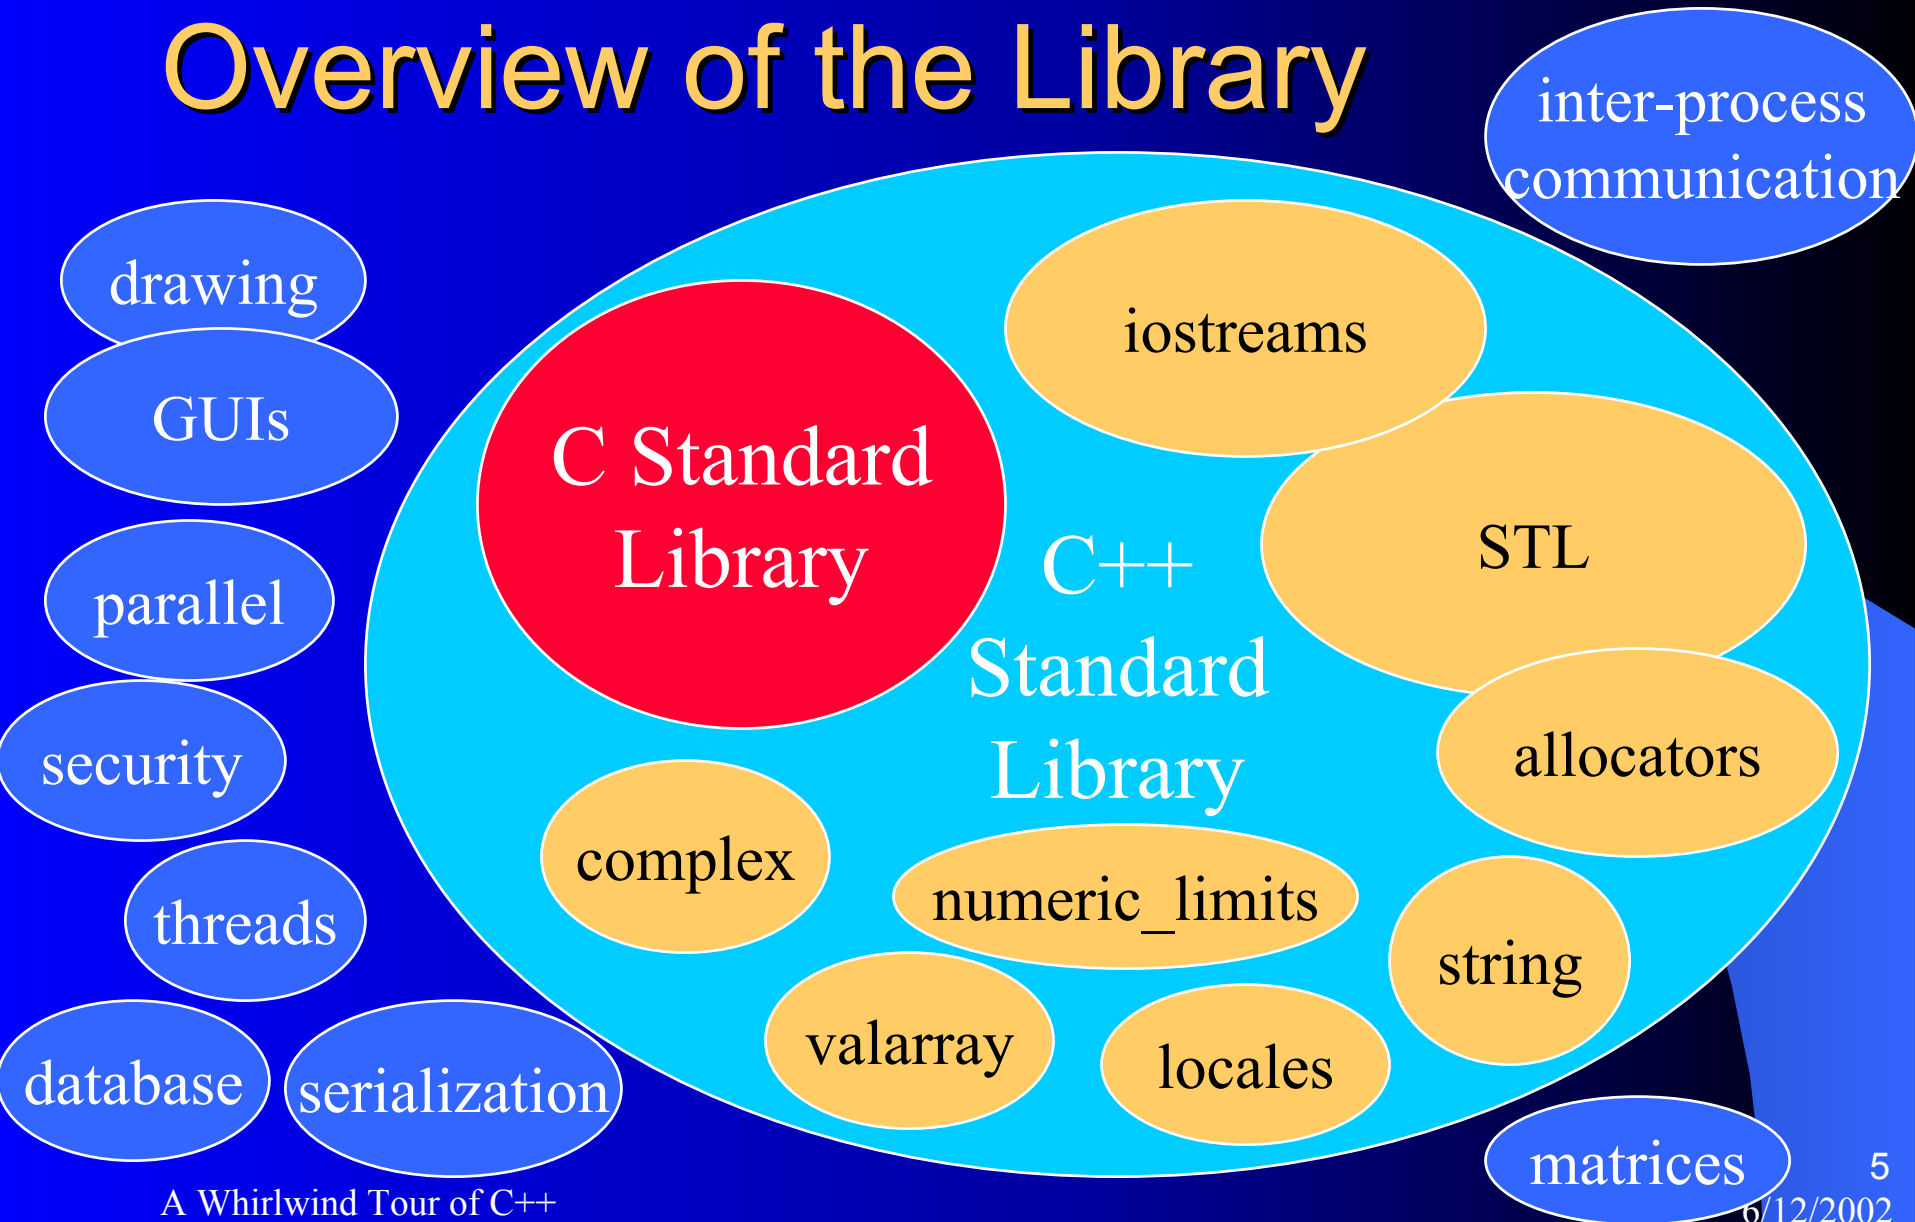 Overview of the Library
inter-process
communication
drawing
GUIs
parallel
security
threads
database
serialization
C Standard
Library
iostreams
STL
C++
Standard
Library
allocators
complex
numeric_limits
string
valarray
locales
matrices
5
A Whirlwind Tour of C++
6/12/2002